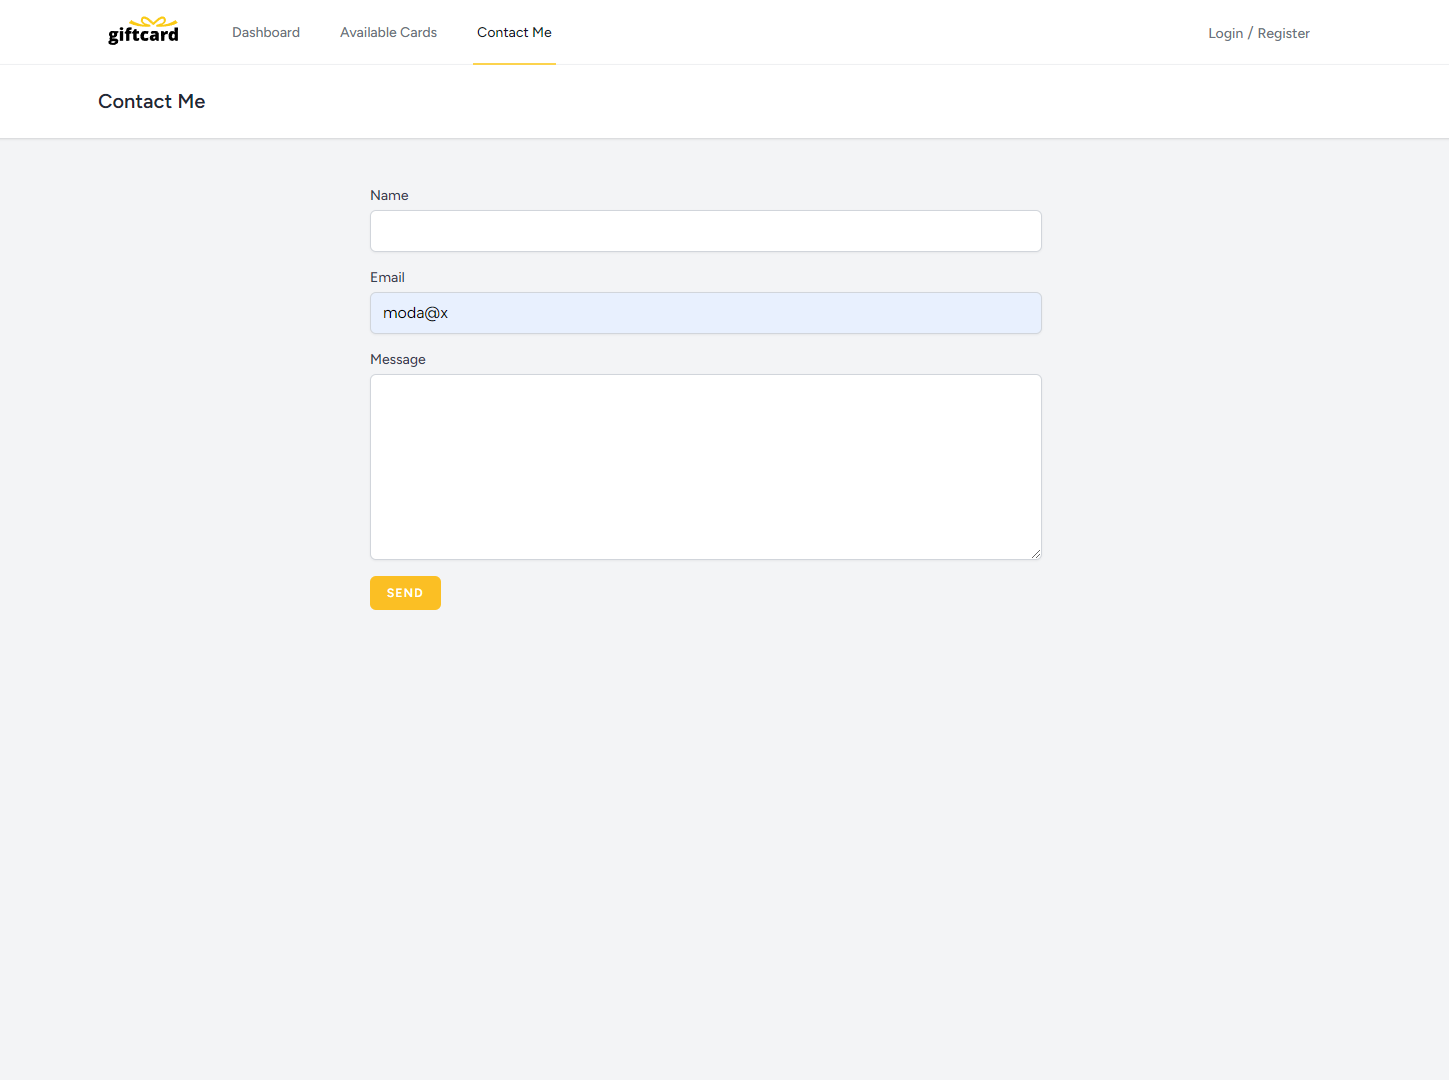 giftcard
Dashboard
Available Cards
Contact Me
Login / Register
Contact Me
Name
Email
moda@x
Message
SEND